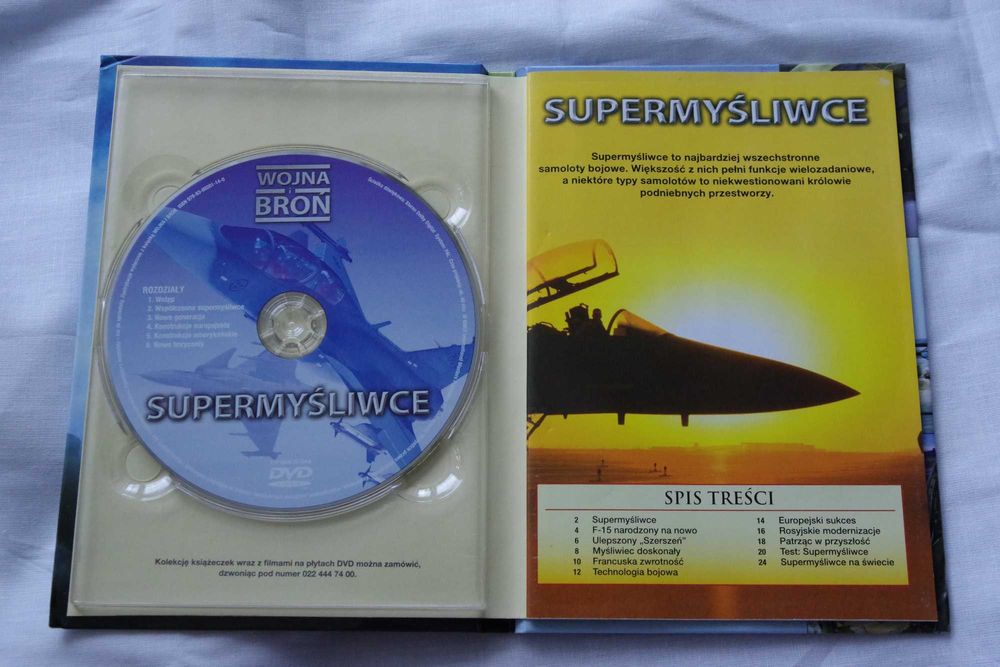 WOJNA
i
BROŃ
ROZDZIAŁY
1. Wstęp
2. Współczesne supermyśliwce
3. Nowe generacje
4. Konstrukcje europejskie
5. Konstrukcje amerykańskie
6. Nowe horyzonty
SUPERMYŚLIWCE
DVD
Kolekcję książeczek wraz z filmami na płytach DVD można zamówić,
dzwoniąc pod numer 022 444 74 00.
SUPERMYŚLIWCE
Supermyśliwce to najbardziej wszechstronne
samoloty bojowe. Większość z nich pełni funkcje wielozadaniowe,
a niektóre typy samolotów to niekwestionowani królowie
podniebnych przestworzy.
SPIS TREŚCI
2 Supermyśliwce
4 F-15 narodzony na nowo
6 Ulepszony „Szerszeń”
8 Myśliwiec doskonały
10 Francuska zwrotność
12 Technologia bojowa
14 Europejski sukces
16 Rosyjskie modernizacje
18 Patrząc w przyszłość
20 Test: Supermyśliwce
24 Supermyśliwce na świecie